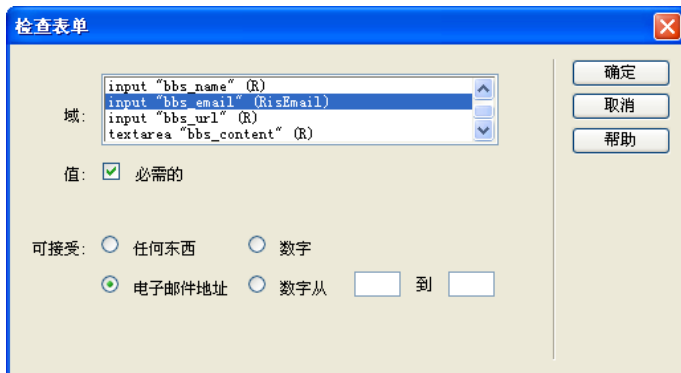 检查表单
域:
input "bbs_name" (R)
input "bbs_email" (RisEmail)
input "bbs_url" (R)
textarea "bbs_content" (R)
确定
取消
帮助
值: 必需的
可接受: 任何东西 数字
电子邮件地址 数字从 到